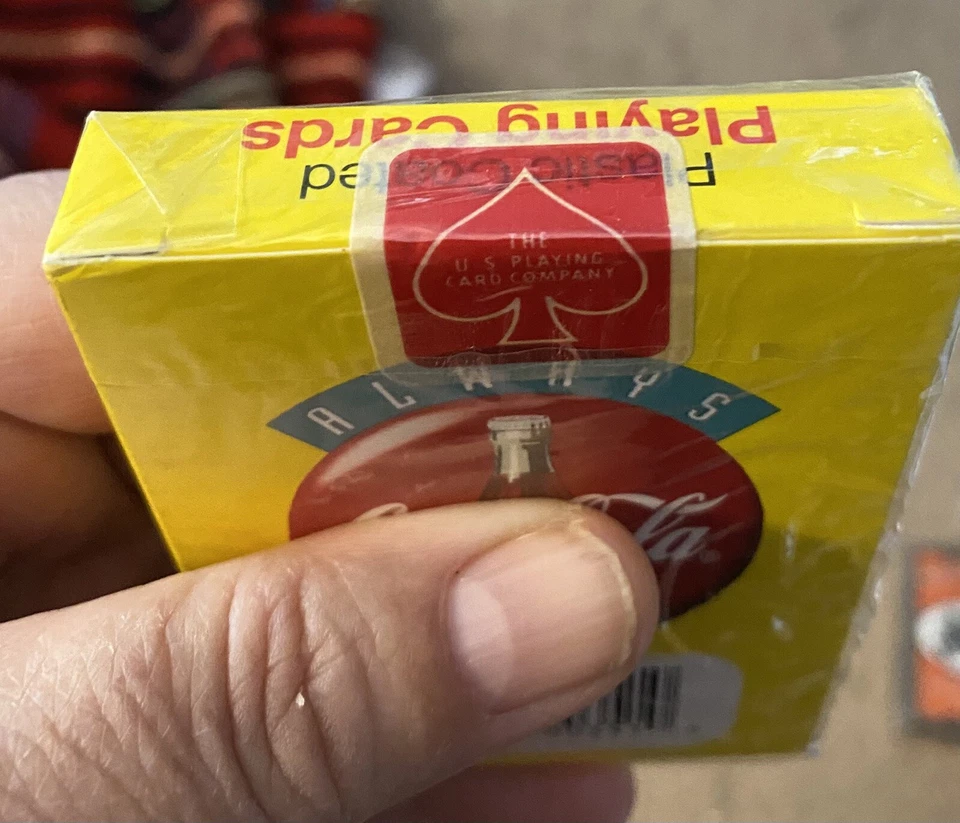 Playing Cards
Plastic Coated
THE
U S PLAYING
CARD COMPANY
ALWAYS